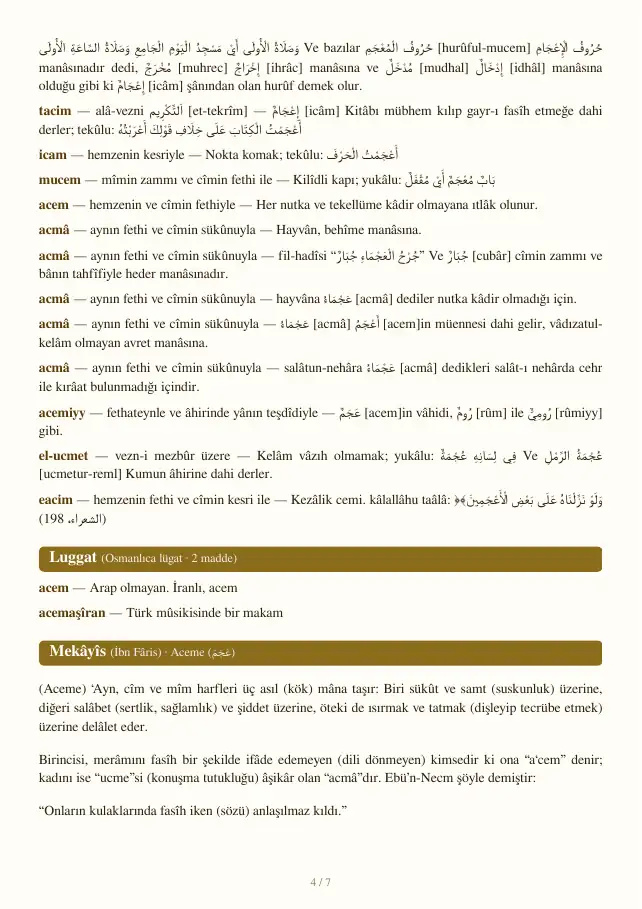 وَصَلَاةُ الْأُولَى أَيْ مَسْجِدُ الْيَوْمِ الْجَامِعِ وَصَلَاةُ السَّاعَةِ الْأُولَى Ve bazılar حُرُوفُ الْمُعْجَمِ [hurûful-mucem] حُرُوفُ الْإِعْجَامِ
manâsınadır dedi, مُخْرَجٌ [muhrec] إِخْرَاجٌ [ihrâc] manâsına ve مُدْخَلٌ [mudhal] إِدْخَالٌ [idhâl] manâsına
olduğu gibi ki إِعْجَامٌ [icâm] şânından olan hurûf demek olur.
tacim — alâ-vezni اَلتَّكْرِيم [et-tekrîm] — إِعْجَامٌ [icâm] Kitâbı mübhem kılıp gayr-ı fasîh etmeğe dahi
derler; tekûlu: أَعْجَمْتُ الْكِتَابَ عَلَى خِلَافِ قَوْلِكَ أَعْرَبْتُهُ
icam — hemzenin kesriyle — Nokta komak; tekûlu: أَعْجَمْتُ الْحَرْفَ
mucem — mîmin zammı ve cîmin fethi ile — Kilîdli kapı; yukâlu: بَابٌ مُعْجَمٌ أَيْ مُقْفَلٌ
acem — hemzenin ve cîmin fethiyle — Her nutka ve tekellüme kâdir olmayana ıtlâk olunur.
acmâ — aynın fethi ve cîmin sükûnuyla — Hayvân, behîme manâsına.
acmâ — aynın fethi ve cîmin sükûnuyla — fil-hadîsi “جُرْحُ الْعَجْمَاءِ جُبَارٌ” Ve جُبَارٌ [cubâr] cîmin zammı ve
bânın tahfîfiyle heder manâsınadır.
acmâ — aynın fethi ve cîmin sükûnuyla — hayvâna عَجْمَاءُ [acmâ] dediler nutka kâdir olmadığı için.
acmâ — aynın fethi ve cîmin sükûnuyla — عَجْمَاءُ [acmâ] أَعْجَمُ [acem]in müennesi dahi gelir, vâdızatul-
kelâm olmayan avret manâsına.
acmâ — aynın fethi ve cîmin sükûnuyla — salâtun-nehâra عَجْمَاءُ [acmâ] dedikleri salât-ı nehârda cehr
ile kırâat bulunmadığı içindir.
acemiyy — fethateynle ve âhirinde yânın teşdîdiyle — عَجَمٌ [acem]in vâhidi, رُومٌ [rûm] ile رُومِيٌّ [rûmiyy]
gibi.
el-ucmet — vezn-i mezbûr üzere — Kelâm vâzıh olmamak; yukâlu: فِي لِسَانِهِ عُجْمَةٌ Ve عُجْمَةُ الرَّمْلِ
[ucmetur-reml] Kumun âhirine dahi derler.
eacim — hemzenin fethi ve cîmin kesri ile — Kezâlik cemi. kâlallâhu taâlâ: ﴿وَلَوْ نَزَّلْنَاهُ عَلَى بَعْضِ الْأَعْجَمِينَ﴾
(الشعراء، 198)
Luggat (Osmanlıca lügat · 2 madde)
acem — Arap olmayan. İranlı, acem
acemaşîran — Türk mûsikisinde bir makam
Mekâyîs (İbn Fâris) · Aceme (عَجَمَ)
(Aceme) ‘Ayn, cîm ve mîm harfleri üç asıl (kök) mâna taşır: Biri sükût ve samt (suskunluk) üzerine,
diğeri salâbet (sertlik, sağlamlık) ve şiddet üzerine, öteki de ısırmak ve tatmak (dişleyip tecrübe etmek)
üzerine delâlet eder.
Birincisi, merâmını fasîh bir şekilde ifâde edemeyen (dili dönmeyen) kimsedir ki ona “a‘cem” denir;
kadını ise “ucme”si (konuşma tutukluğu) âşikâr olan “acmâ”dır. Ebü’n-Necm şöyle demiştir:
“Onların kulaklarında fasîh iken (sözü) anlaşılmaz kıldı.”
4 / 7